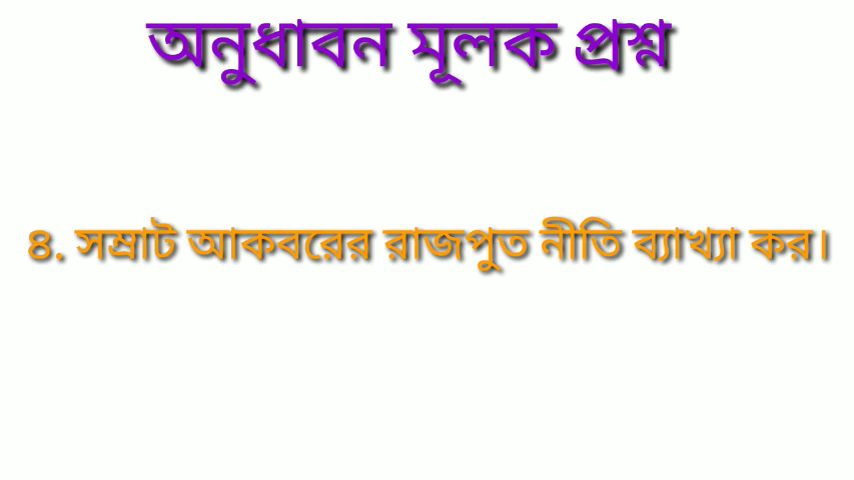 অনুধাবন মূলক প্রশ্ন
৪. সম্রাট আকবরের রাজপুত নীতি ব্যাখ্যা কর।